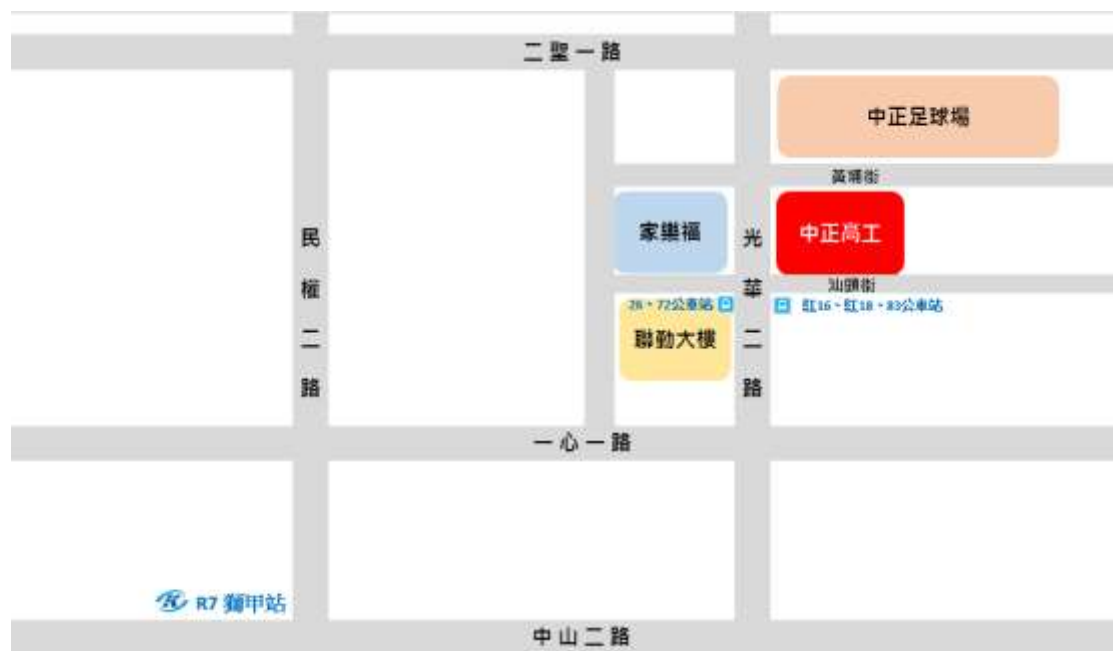 二聖一路
中正足球場
黃埔街
家樂福
中正高工
民權二路
光華二路
汕頭街
26、72公車站
紅16、紅18、83公車站
聯勤大樓
一心一路
R7 獅甲站
中山二路